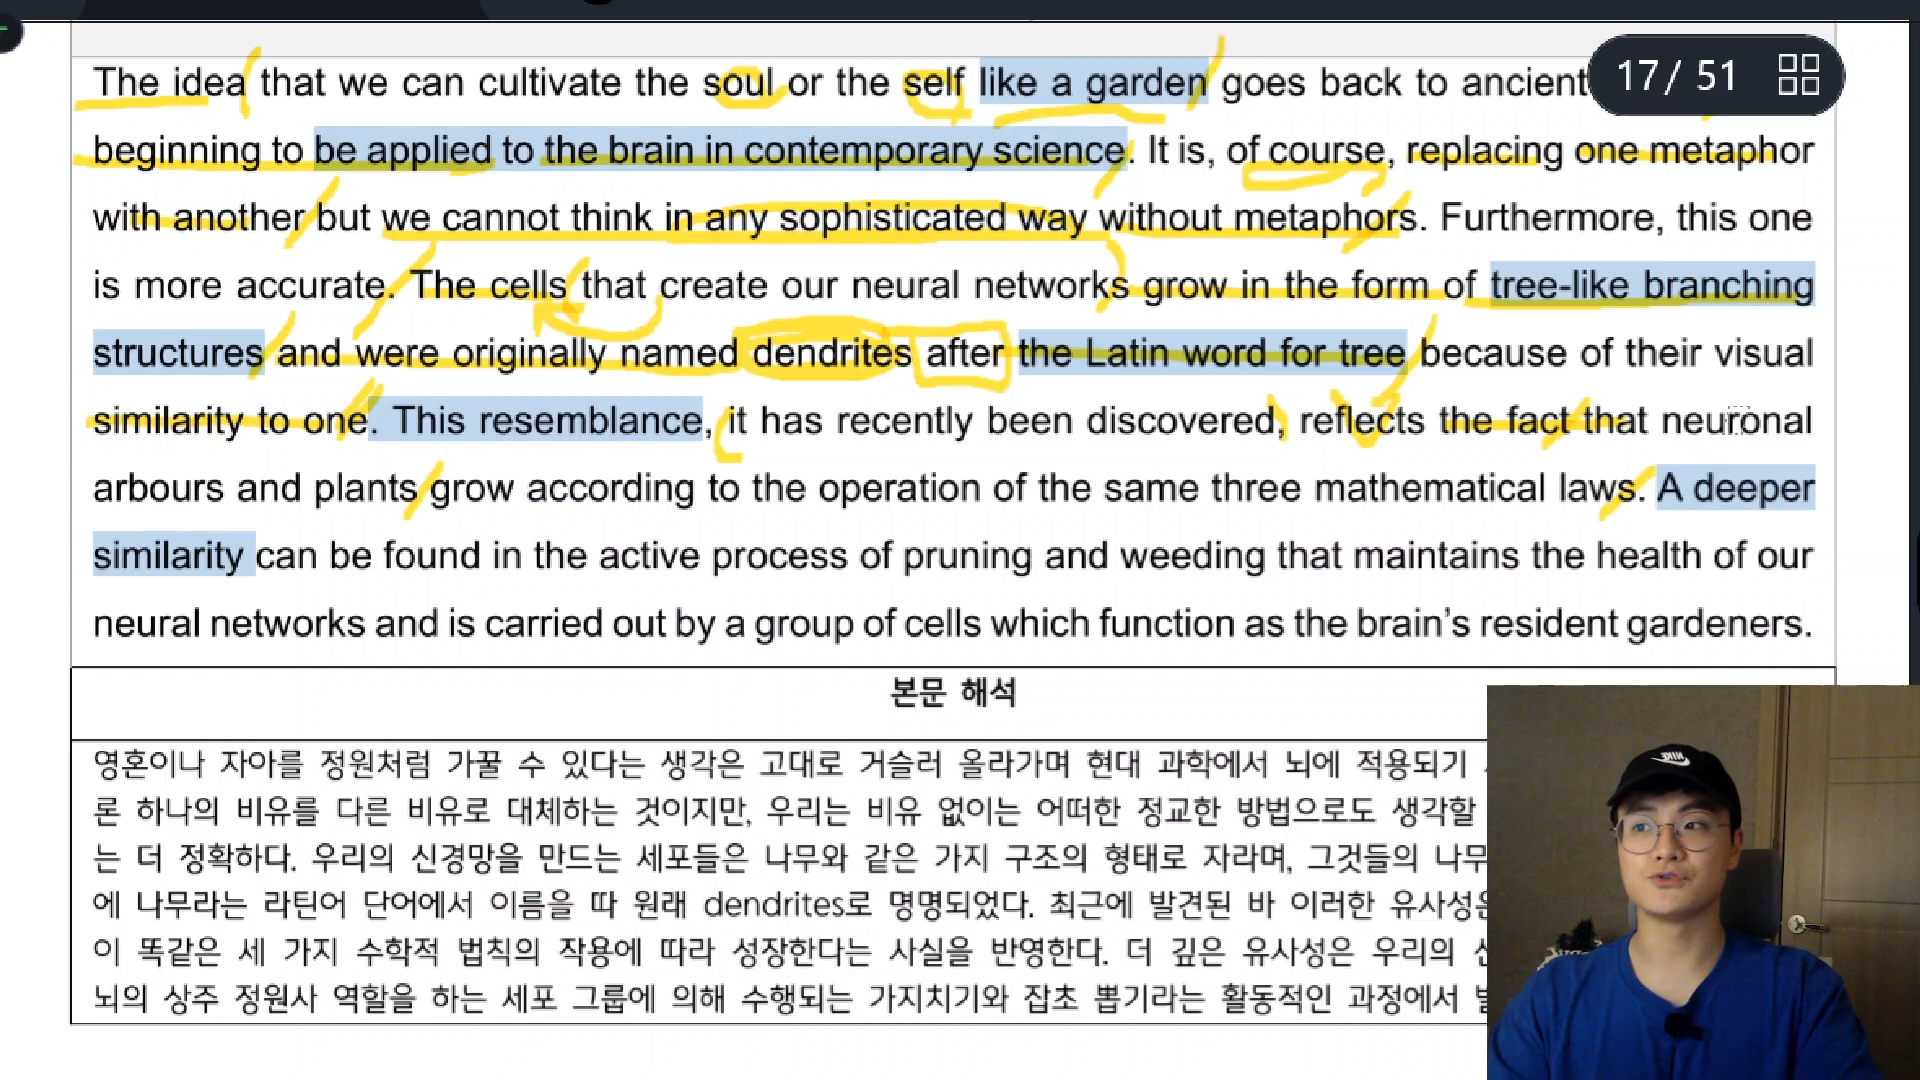 17 / 51
The idea that we can cultivate the soul or the self like a garden goes back to ancient
beginning to be applied to the brain in contemporary science. It is, of course, replacing one metaphor
with another but we cannot think in any sophisticated way without metaphors. Furthermore, this one
is more accurate. The cells that create our neural networks grow in the form of tree-like branching
structures and were originally named dendrites after the Latin word for tree because of their visual
similarity to one. This resemblance, it has recently been discovered, reflects the fact that neuronal
arbours and plants grow according to the operation of the same three mathematical laws. A deeper
similarity can be found in the active process of pruning and weeding that maintains the health of our
neural networks and is carried out by a group of cells which function as the brain's resident gardeners.
본문 해석
영혼이나 자아를 정원처럼 가꿀 수 있다는 생각은 고대로 거슬러 올라가며 현대 과학에서 뇌에 적용되기
론 하나의 비유를 다른 비유로 대체하는 것이지만, 우리는 비유 없이는 어떠한 정교한 방법으로도 생각할
는 더 정확하다. 우리의 신경망을 만드는 세포들은 나무와 같은 가지 구조의 형태로 자라며, 그것들의 나무
에 나무라는 라틴어 단어에서 이름을 따 원래 dendrites로 명명되었다. 최근에 발견된 바 이러한 유사성은
이 똑같은 세 가지 수학적 법칙의 작용에 따라 성장한다는 사실을 반영한다. 더 깊은 유사성은 우리의
뇌의 상주 정원사 역할을 하는 세포 그룹에 의해 수행되는 가지치기와 잡초 뽑기라는 활동적인 과정에서